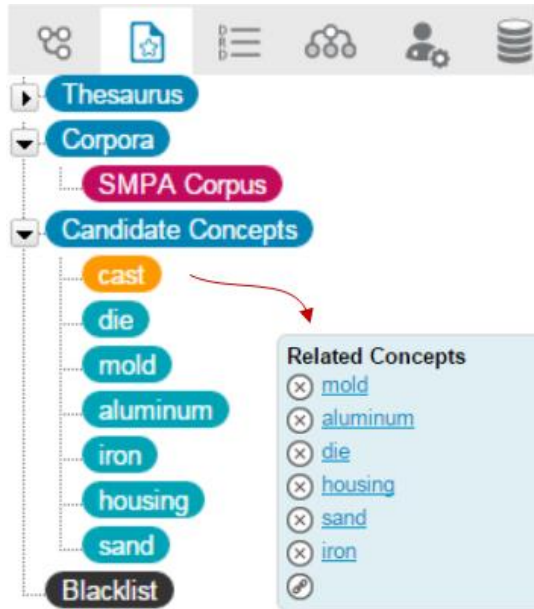 D
R
D
Thesaurus
Corpora
SMPA Corpus
Candidate Concepts
cast
die
mold
aluminum
iron
housing
sand
Blacklist
Related Concepts
mold
aluminum
die
housing
sand
iron